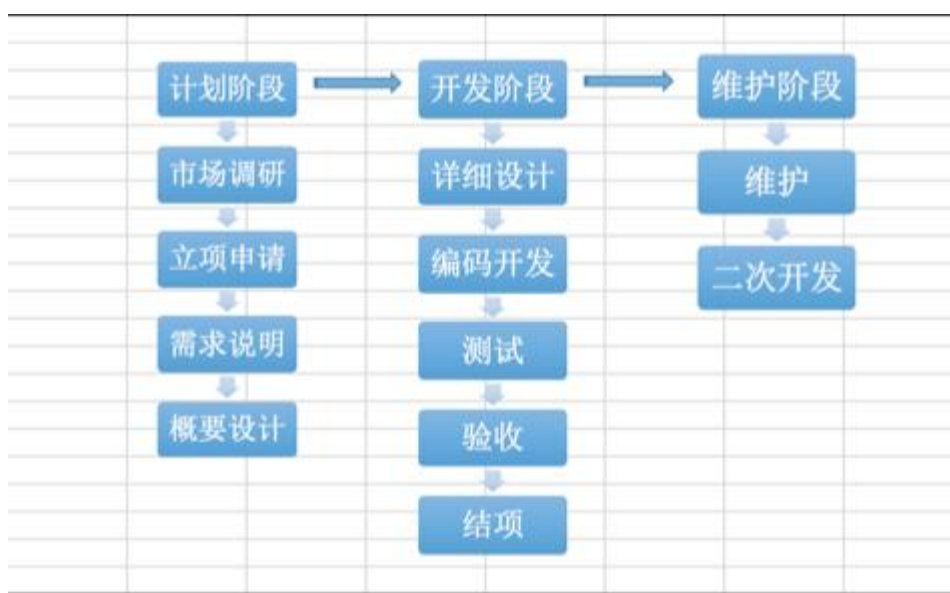 计划阶段
市场调研
立项申请
需求说明
概要设计
开发阶段
详细设计
编码开发
测试
验收
结项
维护阶段
维护
二次开发